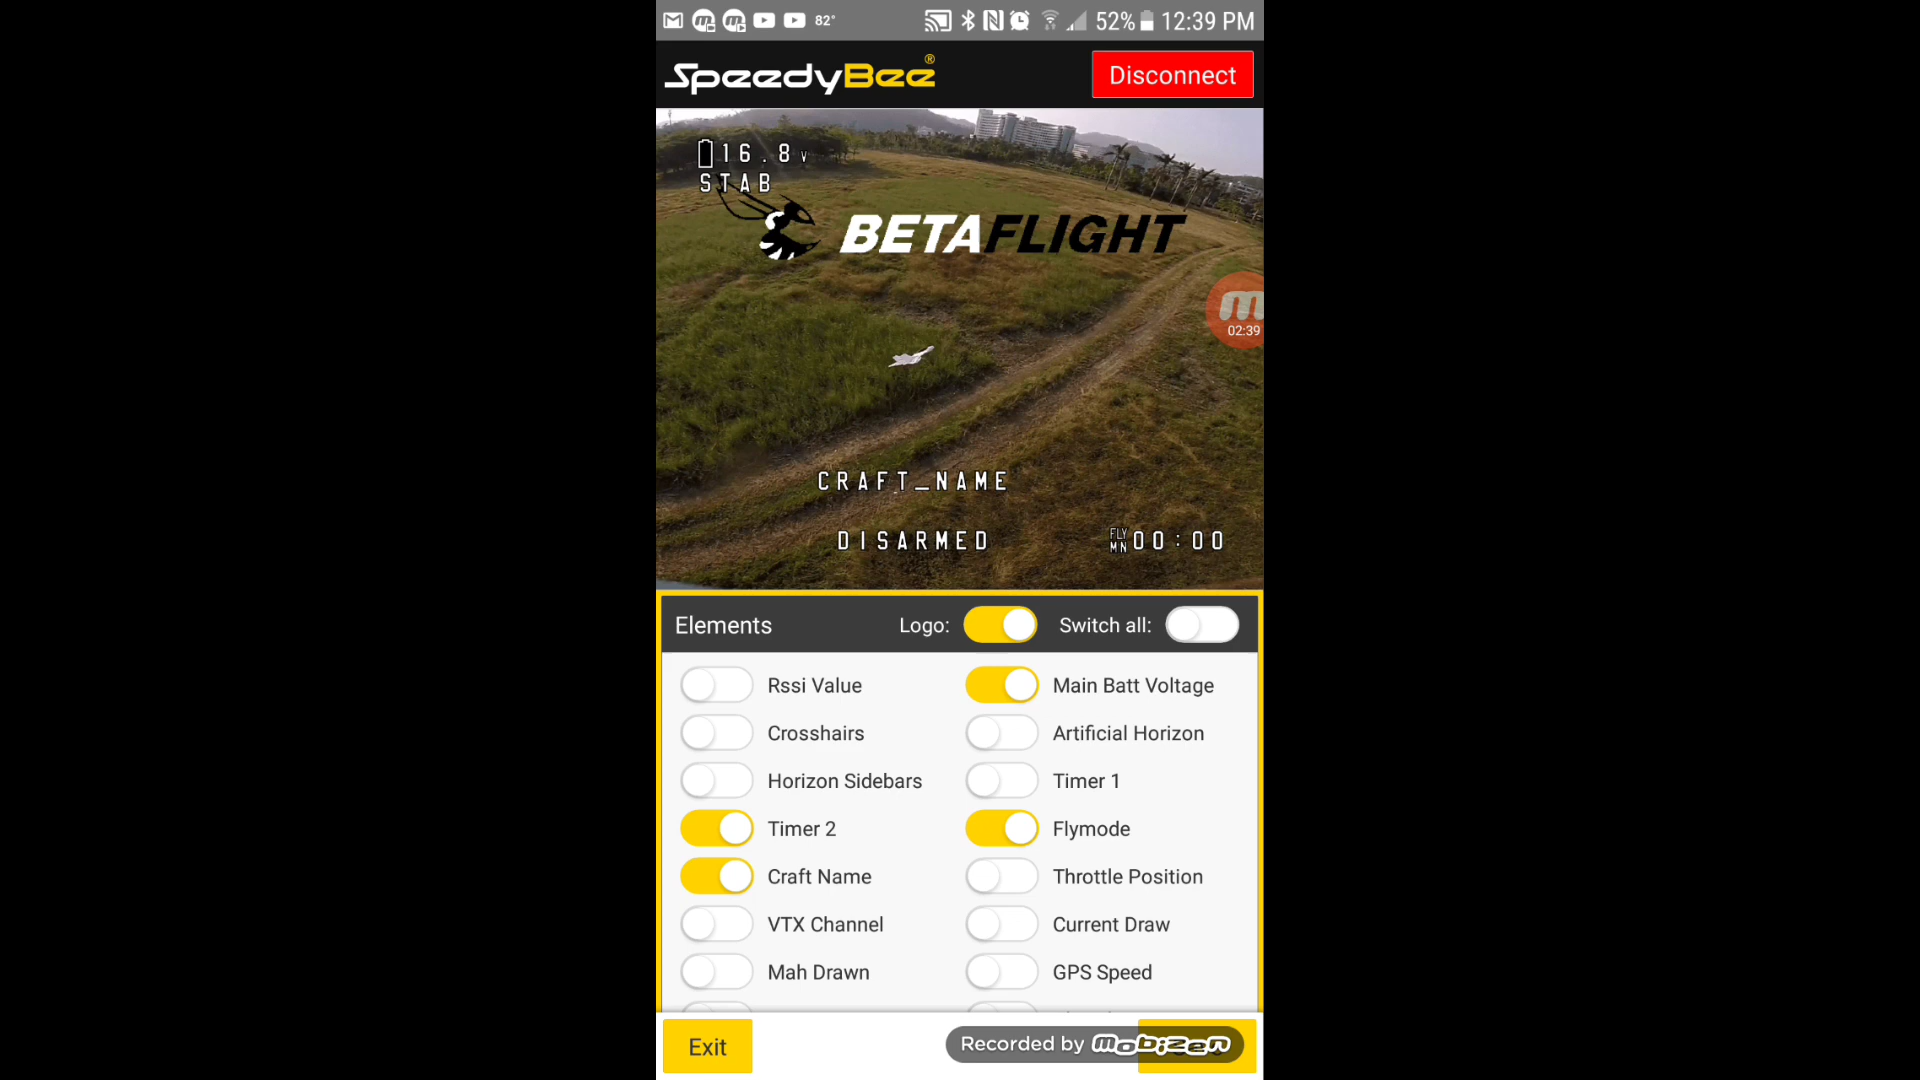 82° 52% 12:39 PM
SpeedyBee® Disconnect
16.8V
STAB
BETAFLIGHT
02:39
CRAFT_NAME
DISARMED FLY MN 00:00
Elements Logo: Switch all:
Rssi Value Main Batt Voltage
Crosshairs Artificial Horizon
Horizon Sidebars Timer 1
Timer 2 Flymode
Craft Name Throttle Position
VTX Channel Current Draw
Mah Drawn GPS Speed
Exit Recorded by mobizen